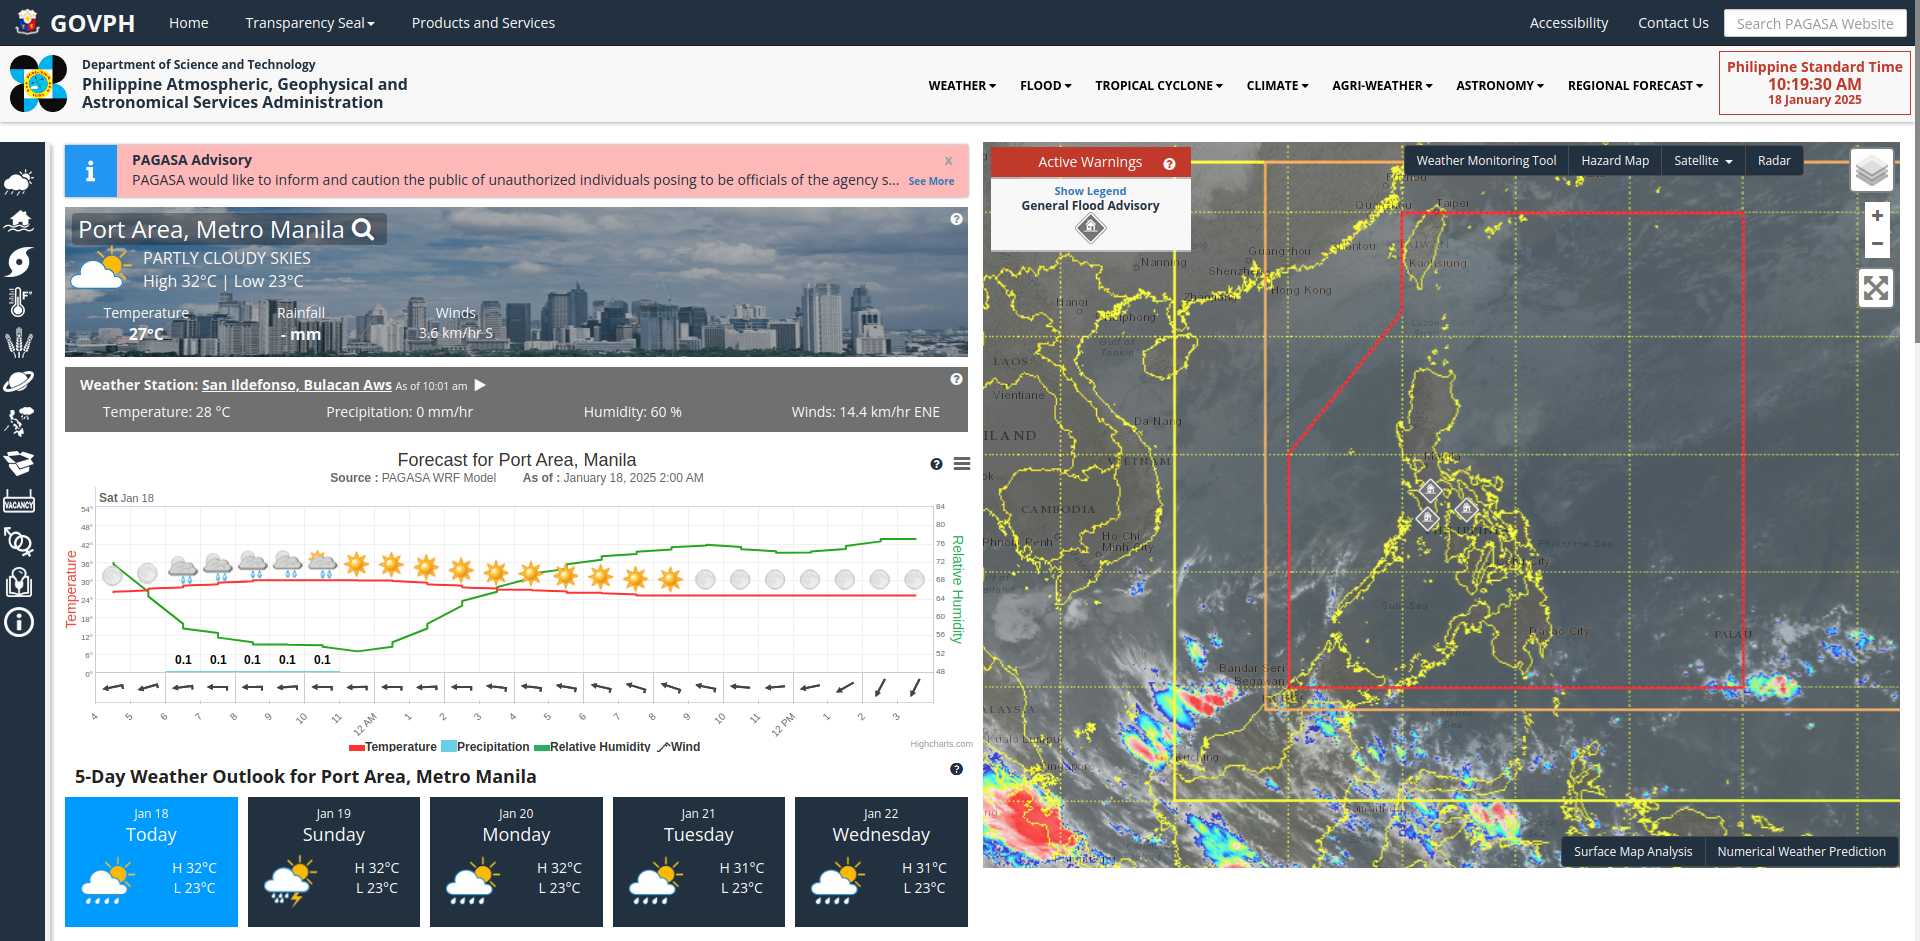 GOVPH
Home
Transparency Seal
Products and Services
Accessibility
Contact Us
Search PAGASA Website
Department of Science and Technology
Philippine Atmospheric, Geophysical and
Astronomical Services Administration
WEATHER
FLOOD
TROPICAL CYCLONE
CLIMATE
AGRI-WEATHER
ASTRONOMY
REGIONAL FORECAST
Philippine Standard Time
10:19:30 AM
18 January 2025
PAGASA Advisory
x
PAGASA would like to inform and caution the public of unauthorized individuals posing to be officials of the agency s...
See More
Port Area, Metro Manila
PARTLY CLOUDY SKIES
High 32°C | Low 23°C
Temperature
27°C
Rainfall
- mm
Winds
3.6 km/hr S
Weather Station: San Ildefonso, Bulacan Aws As of 10:01 am
Temperature: 28 °C
Precipitation: 0 mm/hr
Humidity: 60 %
Winds: 14.4 km/hr ENE
Forecast for Port Area, Manila
Source : PAGASA WRF Model
As of : January 18, 2025 2:00 AM
Sat Jan 18
Temperature
54°
48°
42°
36°
30°
24°
18°
12°
6°
0°
84
80
76
72
68
64
60
56
52
48
Relative Humidity
0.1
0.1
0.1
0.1
0.1
4
5
6
7
8
9
10
11
12 AM
1
2
3
4
5
6
7
8
9
10
11
12 PM
1
2
3
Temperature
Precipitation
Relative Humidity
Wind
Highcharts.com
5-Day Weather Outlook for Port Area, Metro Manila
Jan 18
Today
H 32°C
L 23°C
Jan 19
Sunday
H 32°C
L 23°C
Jan 20
Monday
H 32°C
L 23°C
Jan 21
Tuesday
H 31°C
L 23°C
Jan 22
Wednesday
H 31°C
L 23°C
VACANCY
Active Warnings
Show Legend
General Flood Advisory
Weather Monitoring Tool
Hazard Map
Satellite
Radar
+
−
Taipei
Guangzhou
Shantou
Kaohsiung
Nanning
Shenzhen
Hong Kong
Zhanjiang
Hanoi
Haiphong
Gulf of
Tonkin
LAOS
Vientiane
Luzon
Da Nang
ILAND
VIETNAM
Manila
CAMBODIA
Phnom Penh
Ho Chi
Minh City
Philippine Sea
Sulu Sea
Davao City
PALAU
Bandar Seri
Begawan
Celebes
Sea
ALAYSIA
Kuala Lumpur
Singapore
Kuching
Surface Map Analysis
Numerical Weather Prediction